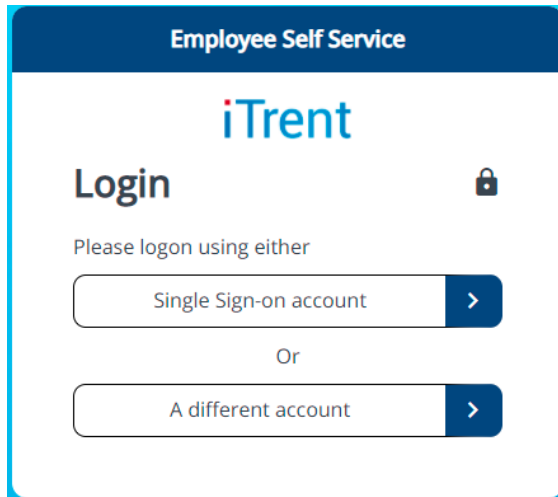 Employee Self Service
iTrent
Login
Please logon using either
Single Sign-on account
Or
A different account